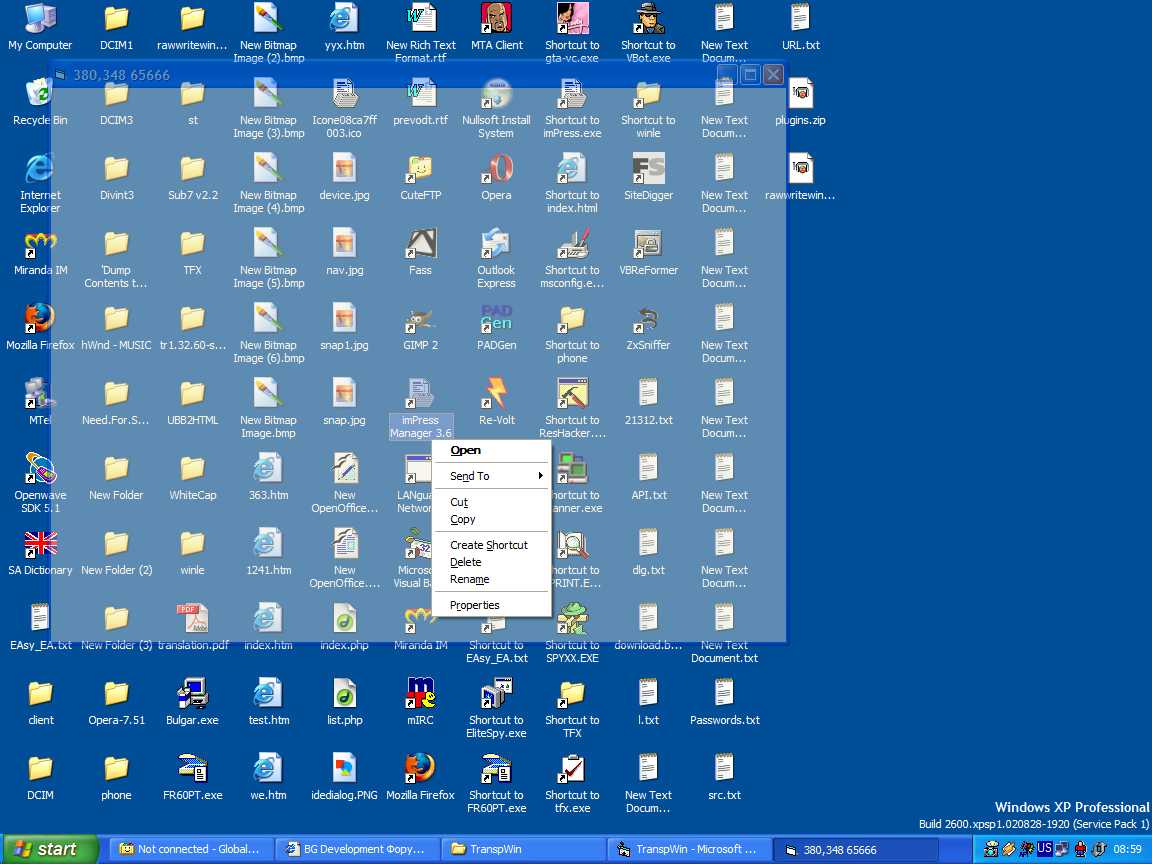 My Computer
DCIM1
rawwritewin...
New Bitmap
Image (2).bmp
yyx.htm
New Rich Text
Format.rtf
MTA Client
Shortcut to
gta-vc.exe
Shortcut to
VBot.exe
New Text
Docum...
URL.txt
380,348 65666
Recycle Bin
DCIM3
st
New Bitmap
Image (3).bmp
Icone08ca7ff
003.ico
prevodt.rtf
Nullsoft Install
System
Shortcut to
imPress.exe
Shortcut to
winle
New Text
Docum...
plugins.zip
Internet
Explorer
Divint3
Sub7 v2.2
New Bitmap
Image (4).bmp
device.jpg
CuteFTP
Opera
Shortcut to
index.html
FS
SiteDigger
New Text
Docum...
rawwritewin...
Miranda IM
'Dump
Contents t...
TFX
New Bitmap
Image (5).bmp
nav.jpg
Fass
Outlook
Express
Shortcut to
msconfig.e...
VBReFormer
New Text
Docum...
Mozilla Firefox
hWnd - MUSIC
tr1.32.60-s...
New Bitmap
Image (6).bmp
snap1.jpg
GIMP 2
PAD
Gen
PADGen
Shortcut to
phone
ZxSniffer
New Text
Docum...
MTel
Need.For.S...
UBB2HTML
New Bitmap
Image.bmp
snap.jpg
imPress
Manager 3.6
Re-Volt
Shortcut to
ResHacker....
21312.txt
New Text
Docum...
Open
Send To
Cut
Copy
Create Shortcut
Delete
Rename
Properties
Openwave
SDK 5.1
New Folder
WhiteCap
363.htm
New
OpenOffice...
LANgua
Network
ortcut to
anner.exe
API.txt
New Text
Docum...
SA Dictionary
New Folder (2)
winle
1241.htm
New
OpenOffice....
Microso
Visual Ba
ortcut to
PRINT.E...
dlg.txt
New Text
Docum...
EAsy_EA.txt
New Folder (3)
PDF
Adobe
translation.pdf
index.htm
index.php
Miranda IM
Shortcut to
EAsy_EA.txt
Shortcut to
SPYXX.EXE
download.b...
New Text
Document.txt
client
Opera-7.51
Bulgar.exe
test.htm
list.php
mIRC
Shortcut to
EliteSpy.exe
Shortcut to
TFX
l.txt
Passwords.txt
DCIM
phone
FR60PT.exe
we.htm
idedialog.PNG
Mozilla Firefox
Shortcut to
FR60PT.exe
Shortcut to
tfx.exe
New Text
Docum...
src.txt
Windows XP Professional
Build 2600.xpsp1.020828-1920 (Service Pack 1)
start
Not connected - Global...
BG Development Фору...
TranspWin
TranspWin - Microsoft ...
380,348 65666
US
08:59